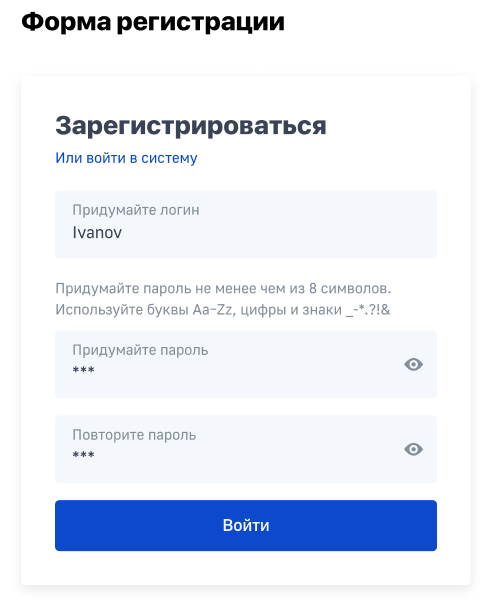 Форма регистрации
Зарегистрироваться
Или войти в систему
Придумайте логин
Ivanov
Придумайте пароль не менее чем из 8 символов.
Используйте буквы Aa–Zz, цифры и знаки _-*.?!&
Придумайте пароль
***
Повторите пароль
***
Войти